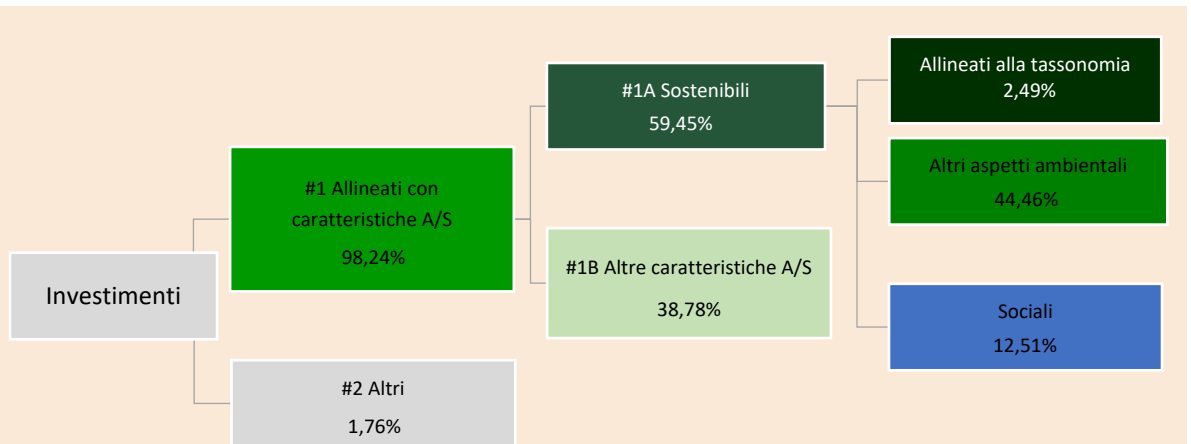 Investimenti
#1 Allineati con
caratteristiche A/S
98,24%
#2 Altri
1,76%
#1A Sostenibili
59,45%
#1B Altre caratteristiche A/S
38,78%
Allineati alla tassonomia
2,49%
Altri aspetti ambientali
44,46%
Sociali
12,51%